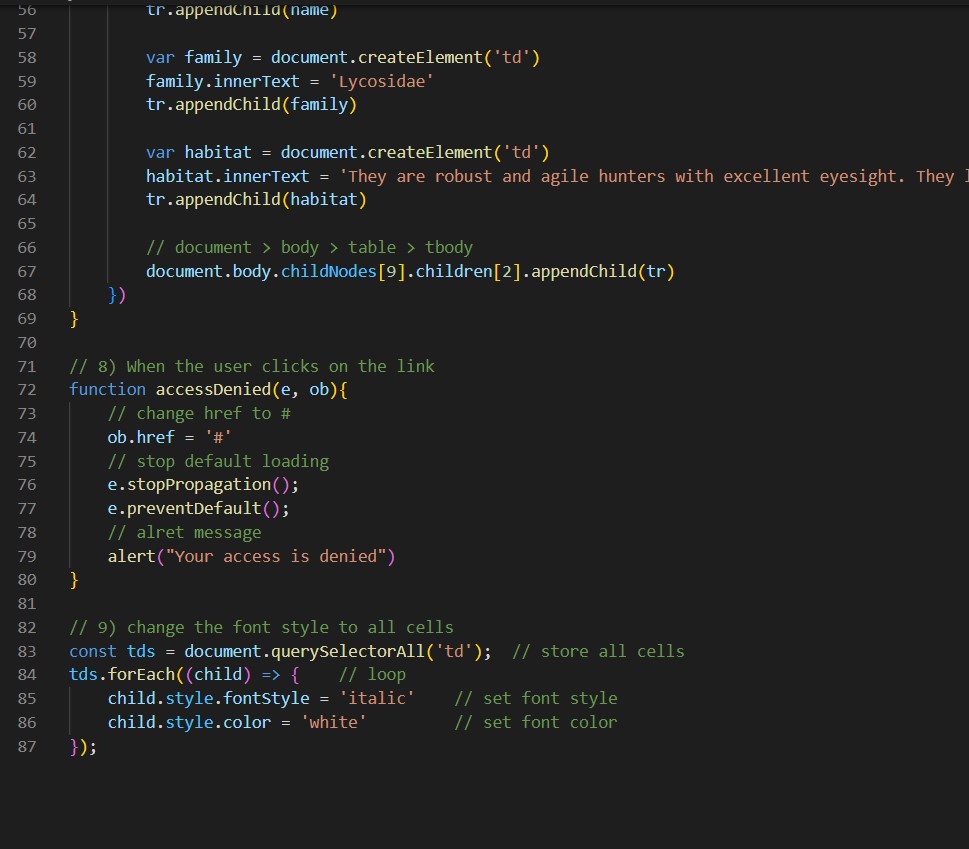 56 tr.appendChild(name)
57
58 var family = document.createElement('td')
59 family.innerText = 'Lycosidae'
60 tr.appendChild(family)
61
62 var habitat = document.createElement('td')
63 habitat.innerText = 'They are robust and agile hunters with excellent eyesight. They
64 tr.appendChild(habitat)
65
66 // document > body > table > tbody
67 document.body.childNodes[9].children[2].appendChild(tr)
68 })
69 }
70
71 // 8) When the user clicks on the link
72 function accessDenied(e, ob){
73 // change href to #
74 ob.href = '#'
75 // stop default loading
76 e.stopPropagation();
77 e.preventDefault();
78 // alret message
79 alert("Your access is denied")
80 }
81
82 // 9) change the font style to all cells
83 const tds = document.querySelectorAll('td'); // store all cells
84 tds.forEach((child) => { // loop
85 child.style.fontStyle = 'italic' // set font style
86 child.style.color = 'white' // set font color
87 });